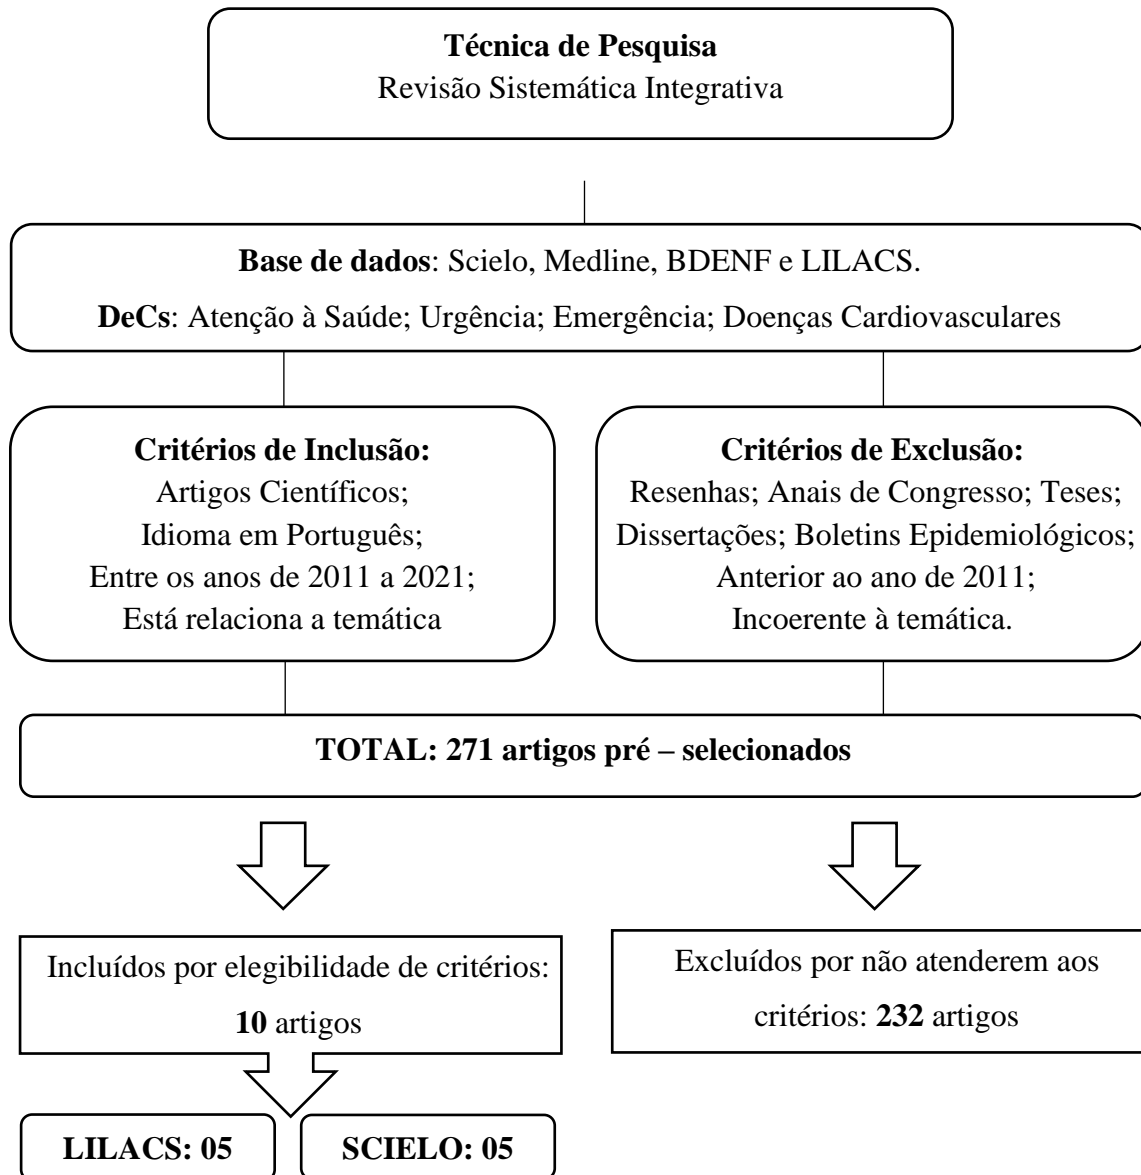 Técnica de Pesquisa
Revisão Sistemática Integrativa
Base de dados: Scielo, Medline, BDENF e LILACS.
DeCs: Atenção à Saúde; Urgência; Emergência; Doenças Cardiovasculares
Critérios de Inclusão:
Artigos Científicos;
Idioma em Português;
Entre os anos de 2011 a 2021;
Está relaciona a temática
Critérios de Exclusão:
Resenhas; Anais de Congresso; Teses;
Dissertações; Boletins Epidemiológicos;
Anterior ao ano de 2011;
Incoerente à temática.
TOTAL: 271 artigos pré – selecionados
Incluídos por elegibilidade de critérios:
10 artigos
Excluídos por não atenderem aos
critérios: 232 artigos
LILACS: 05
SCIELO: 05